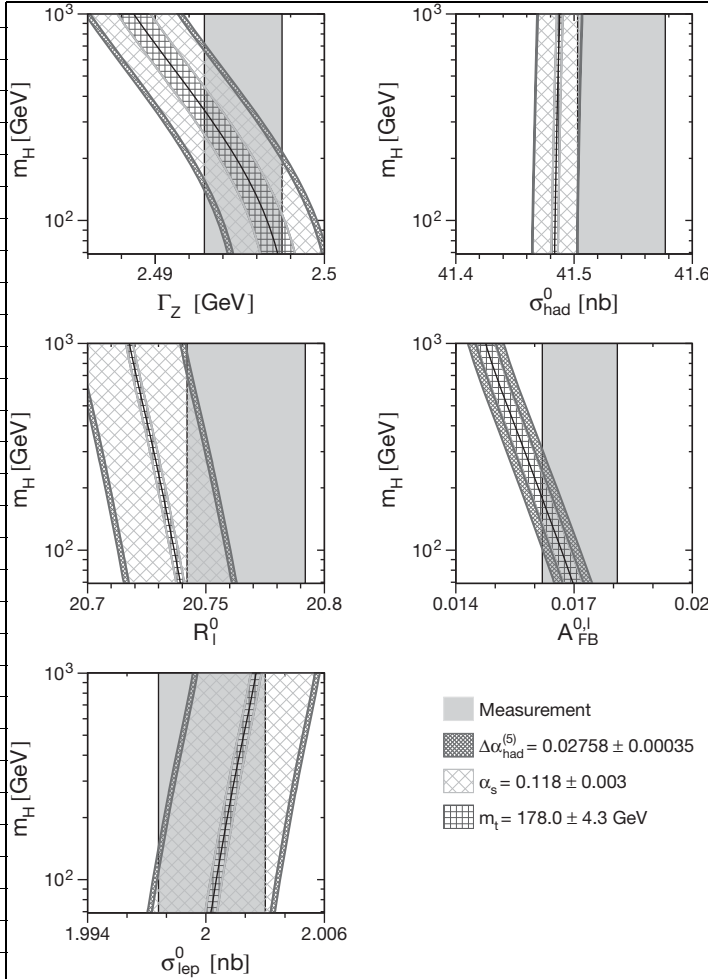 10³
10²
m_H [GeV]
2.49
2.5
Γ_Z [GeV]
10³
10²
m_H [GeV]
41.4
41.5
41.6
σ⁰_had [nb]
10³
10²
m_H [GeV]
20.7
20.75
20.8
R⁰_l
10³
10²
m_H [GeV]
0.014
0.017
0.02
A^{0,l}_FB
10³
10²
m_H [GeV]
1.994
2
2.006
σ⁰_lep [nb]
Measurement
Δα^{(5)}_had = 0.02758 ± 0.00035
α_s = 0.118 ± 0.003
m_t = 178.0 ± 4.3 GeV